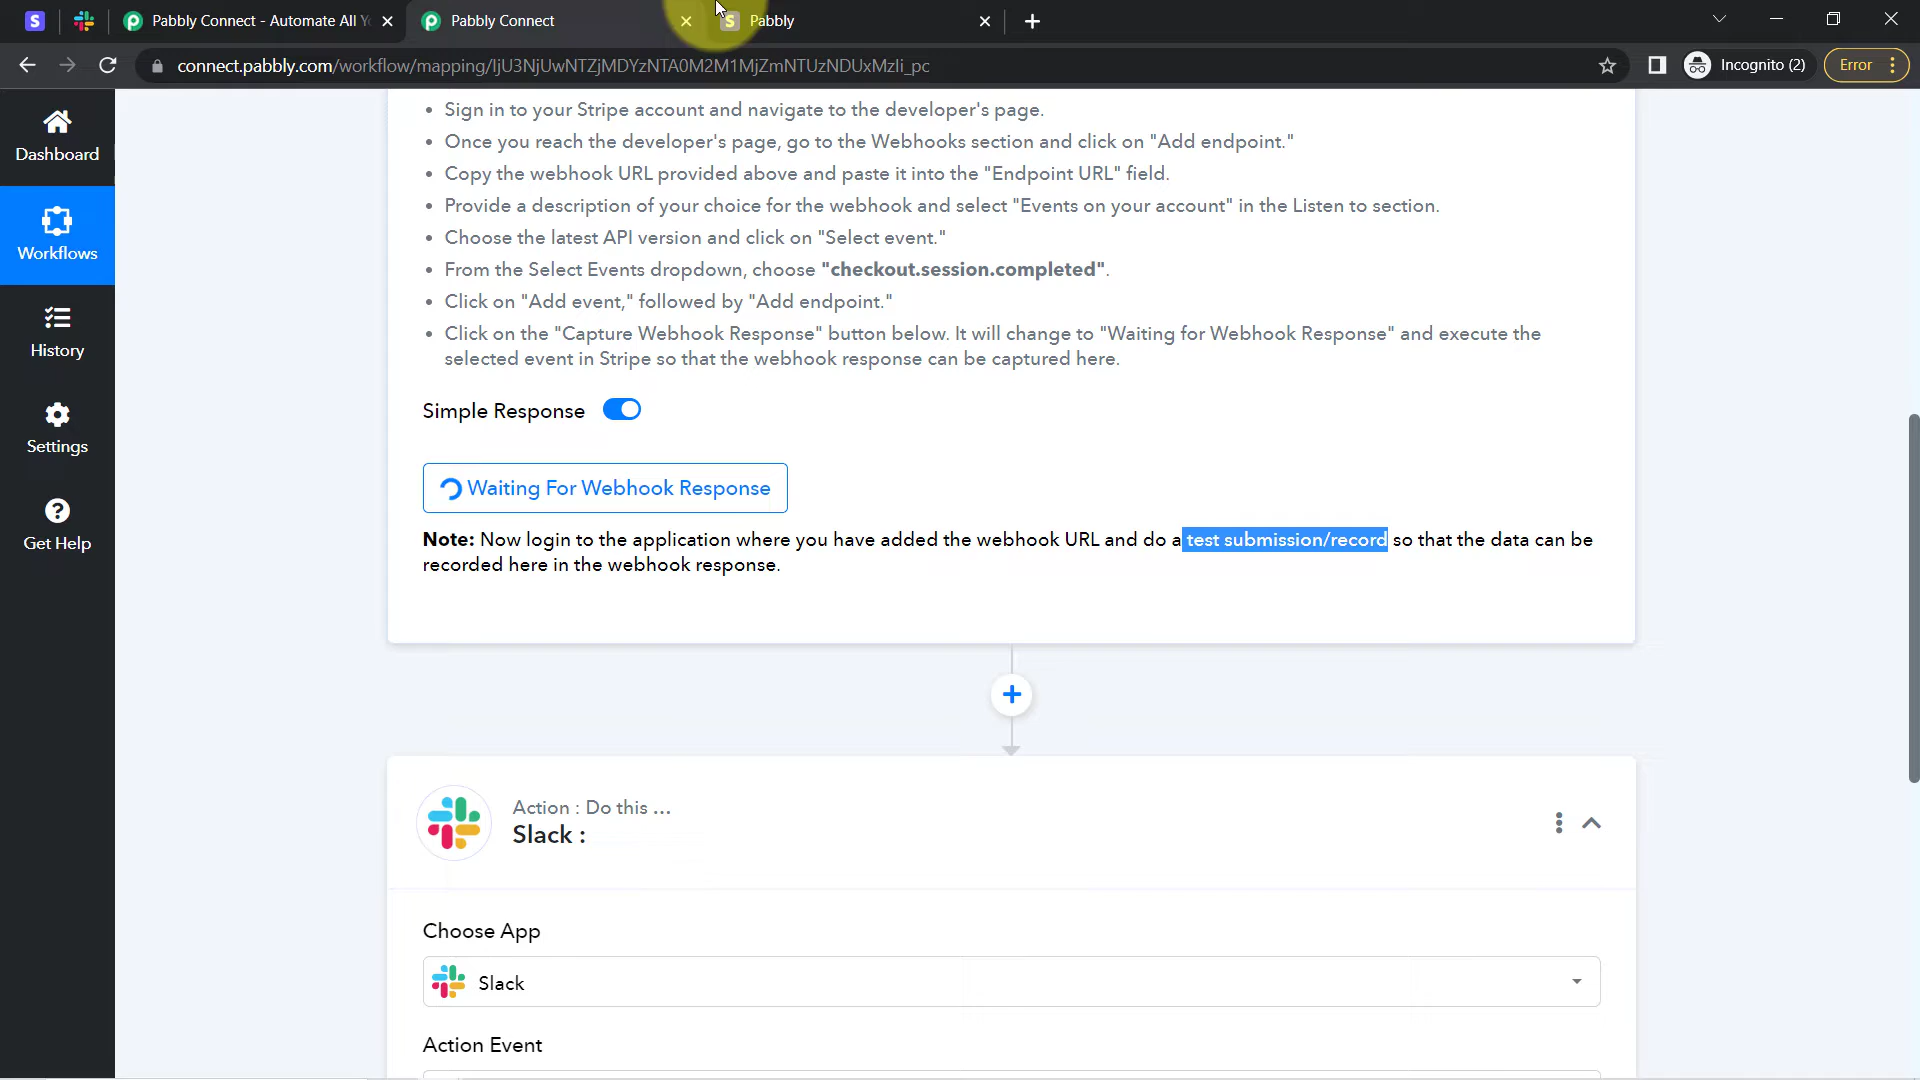 Pabbly Connect - Automate All Y
Pabbly Connect
Pabbly
connect.pabbly.com/workflow/mapping/IjU3NjUwNTZjMDYzNTA0M2M1MjZmNTUzNDUxMzIi_pc
Incognito (2)
Error
Dashboard
Workflows
History
Settings
Get Help
• Sign in to your Stripe account and navigate to the developer's page.
• Once you reach the developer's page, go to the Webhooks section and click on "Add endpoint."
• Copy the webhook URL provided above and paste it into the "Endpoint URL" field.
• Provide a description of your choice for the webhook and select "Events on your account" in the Listen to section.
• Choose the latest API version and click on "Select event."
• From the Select Events dropdown, choose "checkout.session.completed".
• Click on "Add event," followed by "Add endpoint."
• Click on the "Capture Webhook Response" button below. It will change to "Waiting for Webhook Response" and execute the
selected event in Stripe so that the webhook response can be captured here.
Simple Response
Waiting For Webhook Response
Note: Now login to the application where you have added the webhook URL and do a test submission/record so that the data can be
recorded here in the webhook response.
Action : Do this ...
Slack :
Choose App
Slack
Action Event